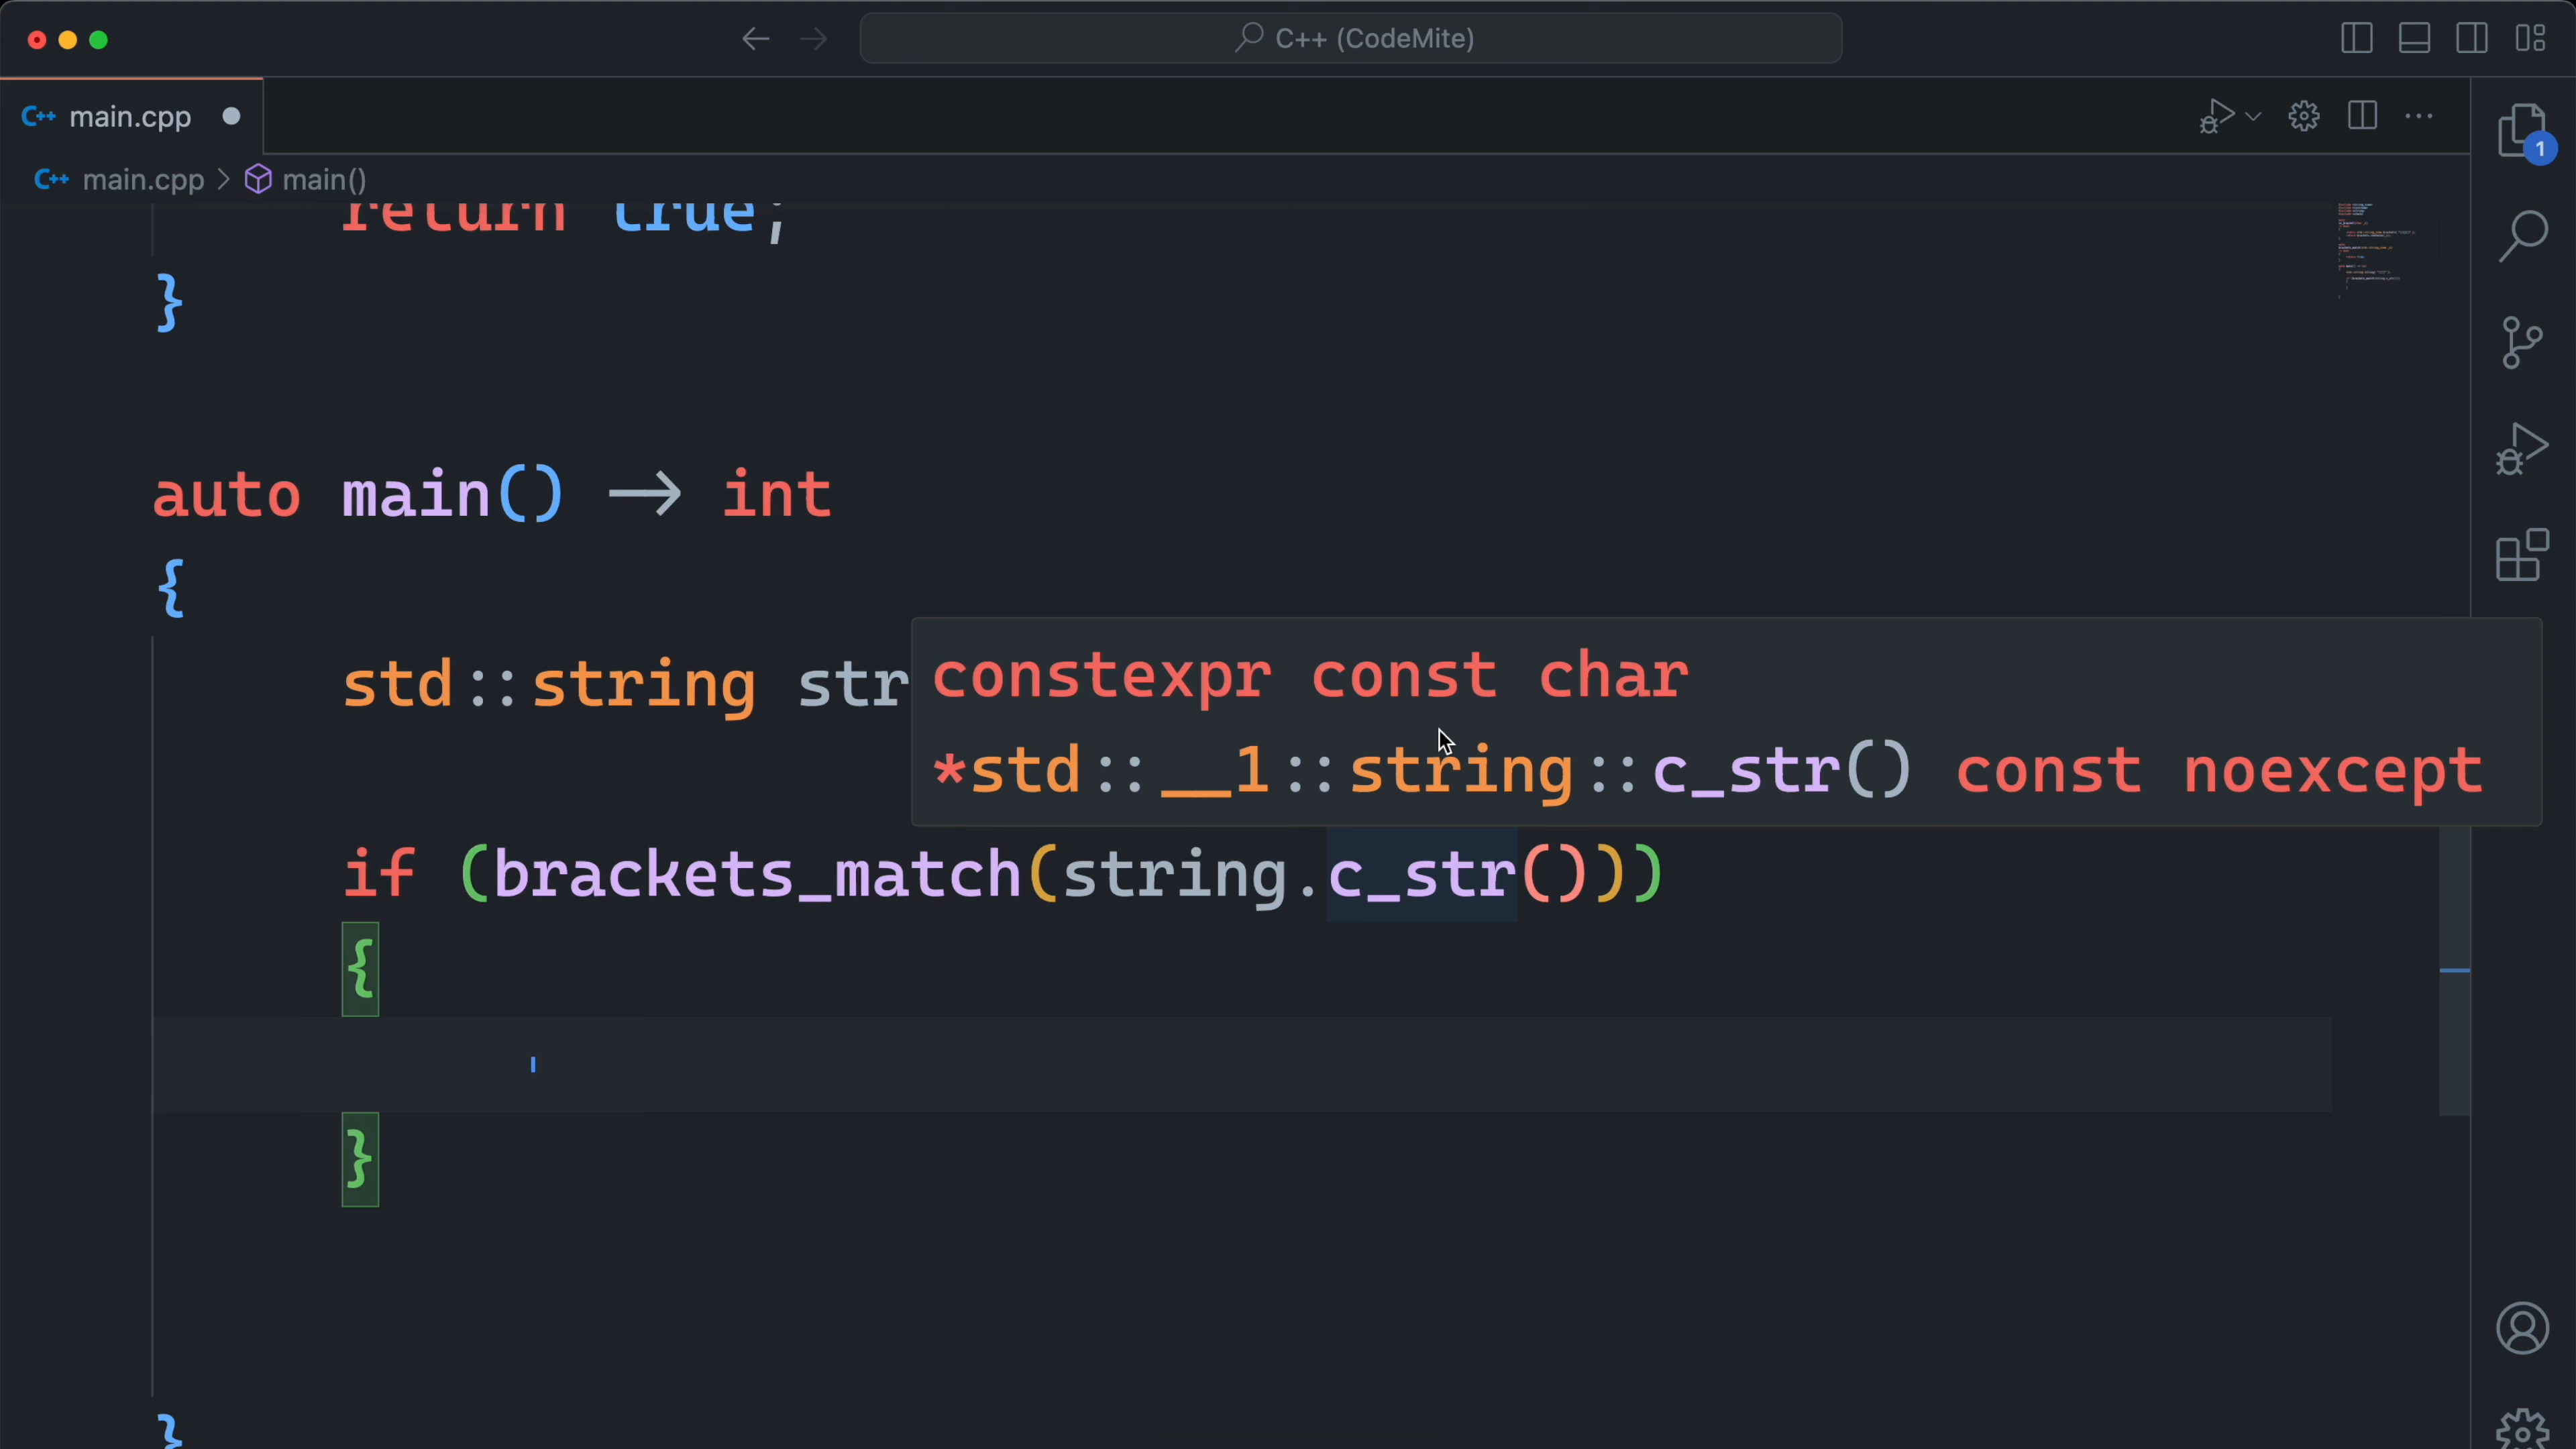 C++ (CodeMite)
C++ main.cpp
1
C++ main.cpp > main()
return true;
}
auto main() -> int
{
std::string str
constexpr const char
*std::__1::string::c_str() const noexcept
if (brackets_match(string.c_str()))
{
}
}